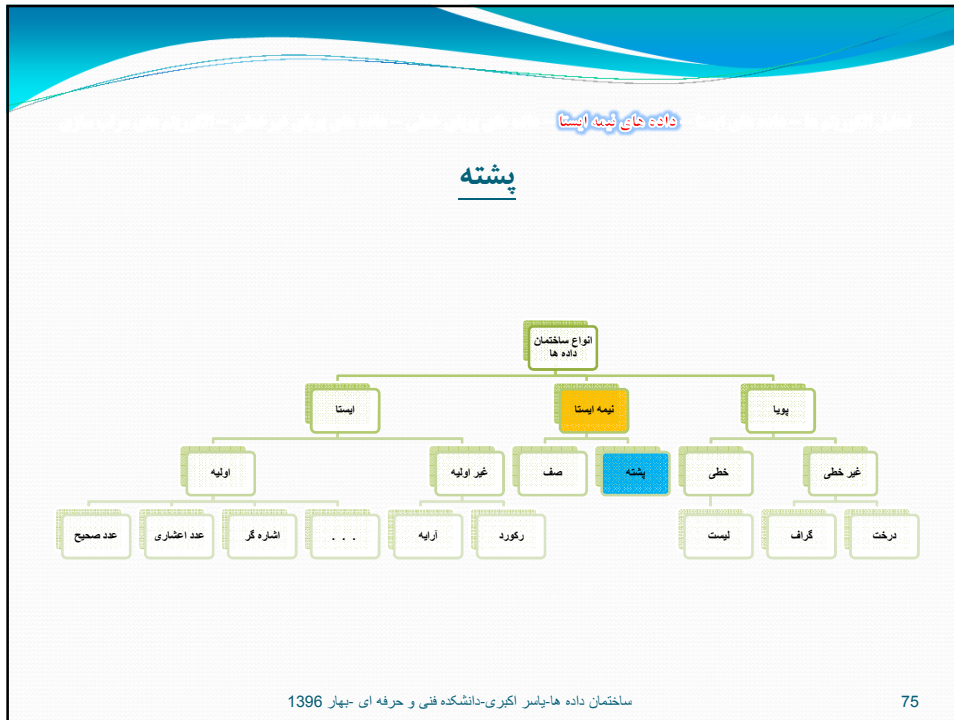 داده های نیمه ایستا
پشته
انواع ساختمان
داده ها
پویا
نیمه ایستا
ایستا
غیر خطی
خطی
پشته
صف
غیر اولیه
اولیه
درخت
گراف
لیست
رکورد
آرایه
. . .
اشاره گر
عدد اعشاری
عدد صحیح
ساختمان داده ها-یاسر اکبری-دانشکده فنی و حرفه ای -بهار 1396
75